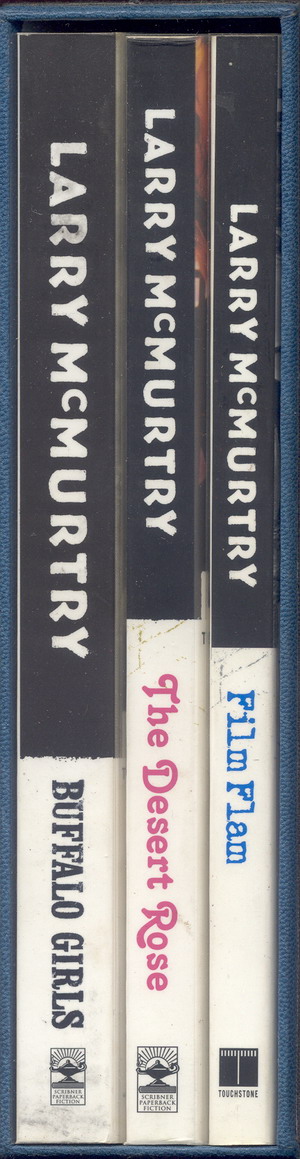 LARRY McMURTRY
BUFFALO GIRLS
SCRIBNER
PAPERBACK
FICTION
LARRY McMURTRY
The Desert Rose
SCRIBNER
PAPERBACK
FICTION
T
LARRY McMURTRY
Film Flam
TOUCHSTONE